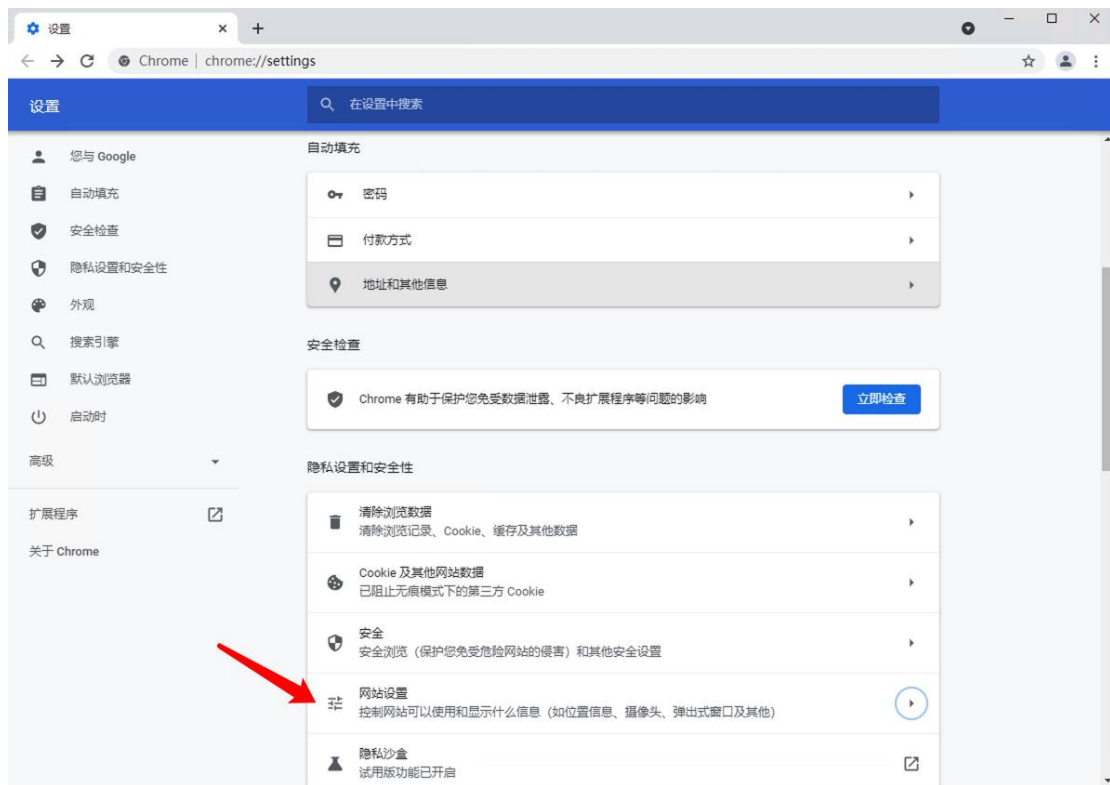 设置
Chrome | chrome://settings
设置
在设置中搜索
您与 Google
自动填充
安全检查
隐私设置和安全性
外观
搜索引擎
默认浏览器
启动时
高级
扩展程序
关于 Chrome
自动填充
密码
付款方式
地址和其他信息
安全检查
Chrome 有助于保护您免受数据泄露、不良扩展程序等问题的影响
立即检查
隐私设置和安全性
清除浏览数据
清除浏览记录、Cookie、缓存及其他数据
Cookie 及其他网站数据
已阻止无痕模式下的第三方 Cookie
安全
安全浏览（保护您免受危险网站的侵害）和其他安全设置
网站设置
控制网站可以使用和显示什么信息（如位置信息、摄像头、弹出式窗口及其他）
隐私沙盒
试用版功能已开启